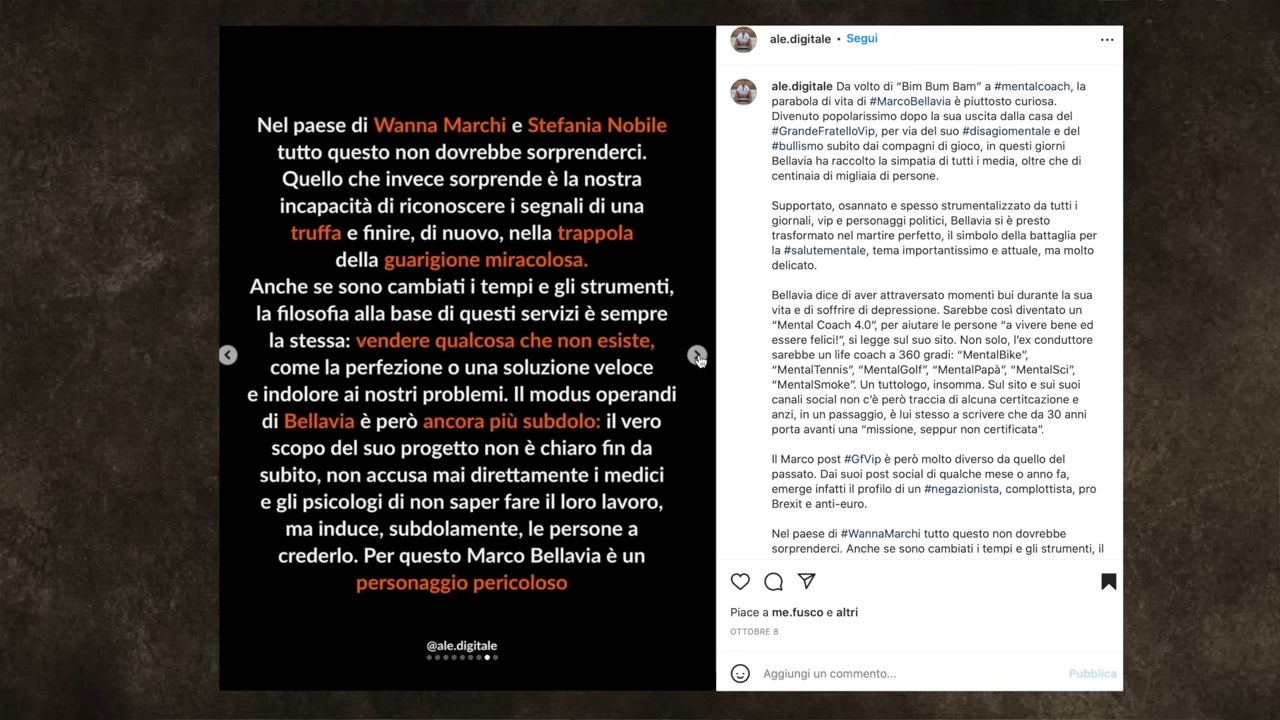 Nel paese di Wanna Marchi e Stefania Nobile
tutto questo non dovrebbe sorprenderci.
Quello che invece sorprende è la nostra
incapacità di riconoscere i segnali di una
truffa e finire, di nuovo, nella trappola
della guarigione miracolosa.
Anche se sono cambiati i tempi e gli strumenti,
la filosofia alla base di questi servizi è sempre
la stessa: vendere qualcosa che non esiste,
come la perfezione o una soluzione veloce
e indolore ai nostri problemi. Il modus operandi
di Bellavia è però ancora più subdolo: il vero
scopo del suo progetto non è chiaro fin da
subito, non accusa mai direttamente i medici
e gli psicologi di non saper fare il loro lavoro,
ma induce, subdolamente, le persone a
crederlo. Per questo Marco Bellavia è un
personaggio pericoloso
@ale.digitale
ale.digitale • Segui
ale.digitale Da volto di “Bim Bum Bam” a #mentalcoach, la
parabola di vita di #MarcoBellavia è piuttosto curiosa.
Divenuto popolarissimo dopo la sua uscita dalla casa del
#GrandeFratelloVip, per via del suo #disagiomentale e del
#bullismo subito dai compagni di gioco, in questi giorni
Bellavia ha raccolto la simpatia di tutti i media, oltre che di
centinaia di migliaia di persone.
Supportato, osannato e spesso strumentalizzato da tutti i
giornali, vip e personaggi politici, Bellavia si è presto
trasformato nel martire perfetto, il simbolo della battaglia per
la #salutementale, tema importantissimo e attuale, ma molto
delicato.
Bellavia dice di aver attraversato momenti bui durante la sua
vita e di soffrire di depressione. Sarebbe così diventato un
“Mental Coach 4.0”, per aiutare le persone “a vivere bene ed
essere felici!”, si legge sul suo sito. Non solo, l’ex conduttore
sarebbe un life coach a 360 gradi: “MentalBike”,
“MentalTennis”, “MentalGolf”, “MentalPapà”, “MentalSci”,
“MentalSmoke”. Un tuttologo, insomma. Sul sito e sui suoi
canali social non c’è però traccia di alcuna certitcazione e
anzi, in un passaggio, è lui stesso a scrivere che da 30 anni
porta avanti una “missione, seppur non certificata”.
Il Marco post #GfVip è però molto diverso da quello del
passato. Dai suoi post social di qualche mese o anno fa,
emerge infatti il profilo di un #negazionista, complottista, pro
Brexit e anti-euro.
Nel paese di #WannaMarchi tutto questo non dovrebbe
sorprenderci. Anche se sono cambiati i tempi e gli strumenti, il
Piace a me.fusco e altri
OTTOBRE 8
Aggiungi un commento...
Pubblica